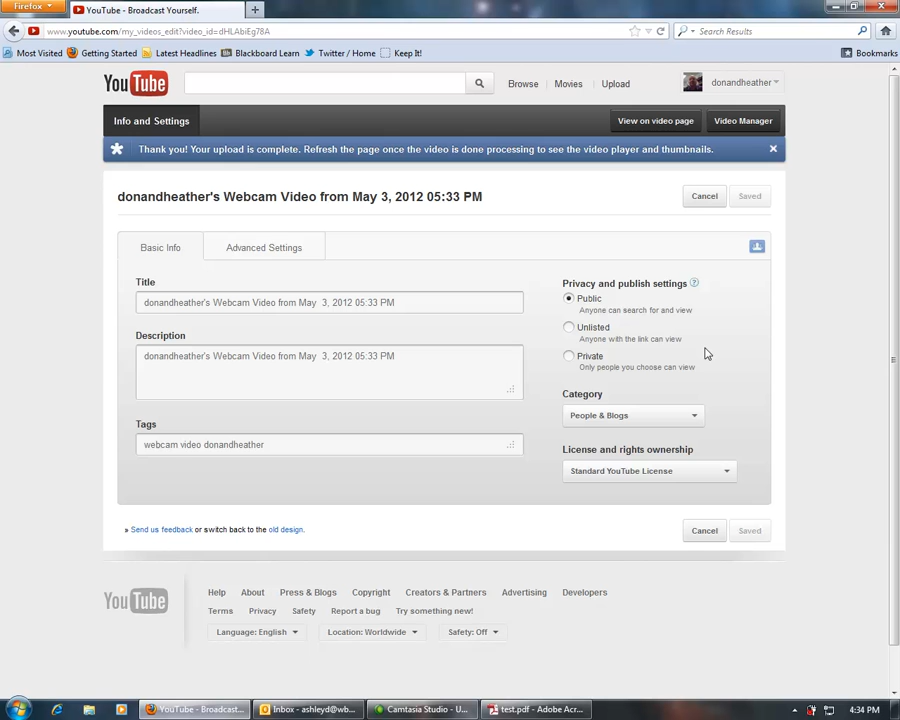 Firefox
YouTube - Broadcast Yourself.
www.youtube.com/my_videos_edit?video_id=dHLAbiEg78A
Search Results
Most Visited Getting Started Latest Headlines Blackboard Learn Twitter / Home Keep It! Bookmarks
YouTube Browse Movies Upload donandheather
Info and Settings View on video page Video Manager
Thank you! Your upload is complete. Refresh the page once the video is done processing to see the video player and thumbnails.
donandheather's Webcam Video from May 3, 2012 05:33 PM Cancel Saved
Basic Info Advanced Settings
Title
donandheather's Webcam Video from May 3, 2012 05:33 PM
Description
donandheather's Webcam Video from May 3, 2012 05:33 PM
Tags
webcam video donandheather
Privacy and publish settings ?
Public
Anyone can search for and view
Unlisted
Anyone with the link can view
Private
Only people you choose can view
Category
People & Blogs
License and rights ownership
Standard YouTube License
» Send us feedback or switch back to the old design. Cancel Saved
YouTube Help About Press & Blogs Copyright Creators & Partners Advertising Developers
Terms Privacy Safety Report a bug Try something new!
Language: English Location: Worldwide Safety: Off
YouTube - Broadcast... Inbox - ashleyd@wb... Camtasia Studio - U... test.pdf - Adobe Acr... 4:34 PM